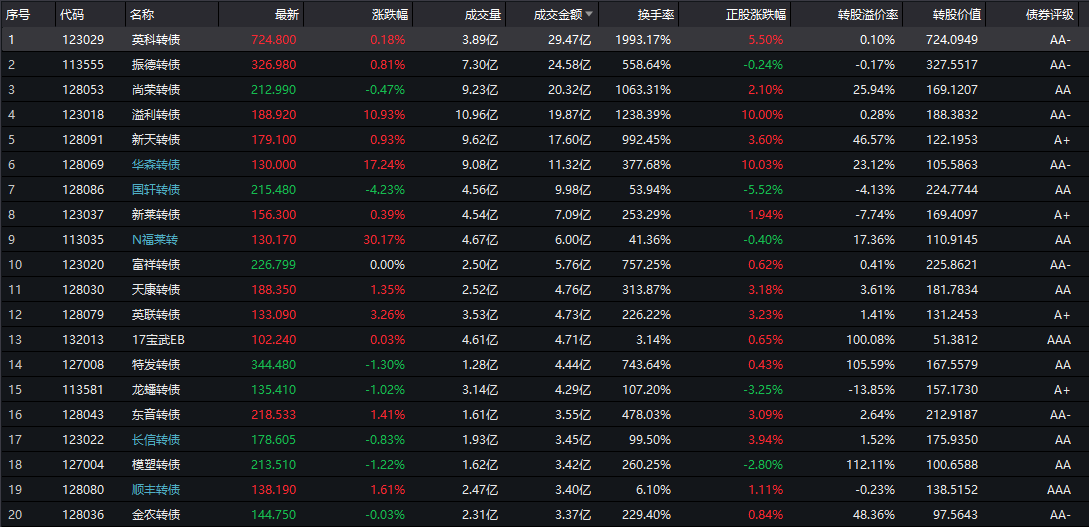 序号 代码 名称 最新 涨跌幅 成交量 成交金额 换手率 正股涨跌幅 转股溢价率 转股价值 债券评级
1 123029 英科转债 724.800 0.18% 3.89亿 29.47亿 1993.17% 5.50% 0.10% 724.0949 AA-
2 113555 振德转债 326.980 0.81% 7.30亿 24.58亿 558.64% -0.24% -0.17% 327.5517 AA-
3 128053 尚荣转债 212.990 -0.47% 9.23亿 20.32亿 1063.31% 2.10% 25.94% 169.1207 AA
4 123018 溢利转债 188.920 10.93% 10.96亿 19.87亿 1238.39% 10.00% 0.28% 188.3832 AA-
5 128091 新天转债 179.100 0.93% 9.62亿 17.60亿 992.45% 3.60% 46.57% 122.1953 A+
6 128069 华森转债 130.000 17.24% 9.08亿 11.32亿 377.68% 10.03% 23.12% 105.5863 AA-
7 128086 国轩转债 215.480 -4.23% 4.56亿 9.98亿 53.94% -5.52% -4.13% 224.7744 AA
8 123037 新莱转债 156.300 0.39% 4.54亿 7.09亿 253.29% 1.94% -7.74% 169.4097 A+
9 113035 N福莱转 130.170 30.17% 4.67亿 6.00亿 41.36% -0.40% 17.36% 110.9145 AA
10 123020 富祥转债 226.799 0.00% 2.50亿 5.76亿 757.25% 0.62% 0.41% 225.8621 AA-
11 128030 天康转债 188.350 1.35% 2.52亿 4.76亿 313.87% 3.18% 3.61% 181.7834 AA
12 128079 英联转债 133.090 3.26% 3.53亿 4.73亿 226.22% 3.23% 1.41% 131.2453 A+
13 132013 17宝武EB 102.240 0.03% 4.61亿 4.71亿 3.14% 0.65% 100.08% 51.3812 AAA
14 127008 特发转债 344.480 -1.30% 1.28亿 4.44亿 743.64% 0.43% 105.59% 167.5579 AA
15 113581 龙蟠转债 135.410 -1.02% 3.14亿 4.29亿 107.20% -3.25% -13.85% 157.1730 A+
16 128043 东音转债 218.533 1.41% 1.61亿 3.55亿 478.03% 3.09% 2.64% 212.9187 AA-
17 123022 长信转债 178.605 -0.83% 1.93亿 3.45亿 99.50% 3.94% 1.52% 175.9350 AA
18 127004 模塑转债 213.510 -1.22% 1.62亿 3.42亿 260.25% -2.80% 112.11% 100.6588 AA
19 128080 顺丰转债 138.190 1.61% 2.47亿 3.40亿 6.10% 1.11% -0.23% 138.5152 AAA
20 128036 金农转债 144.750 -0.03% 2.31亿 3.37亿 229.40% 0.84% 48.36% 97.5643 AA-